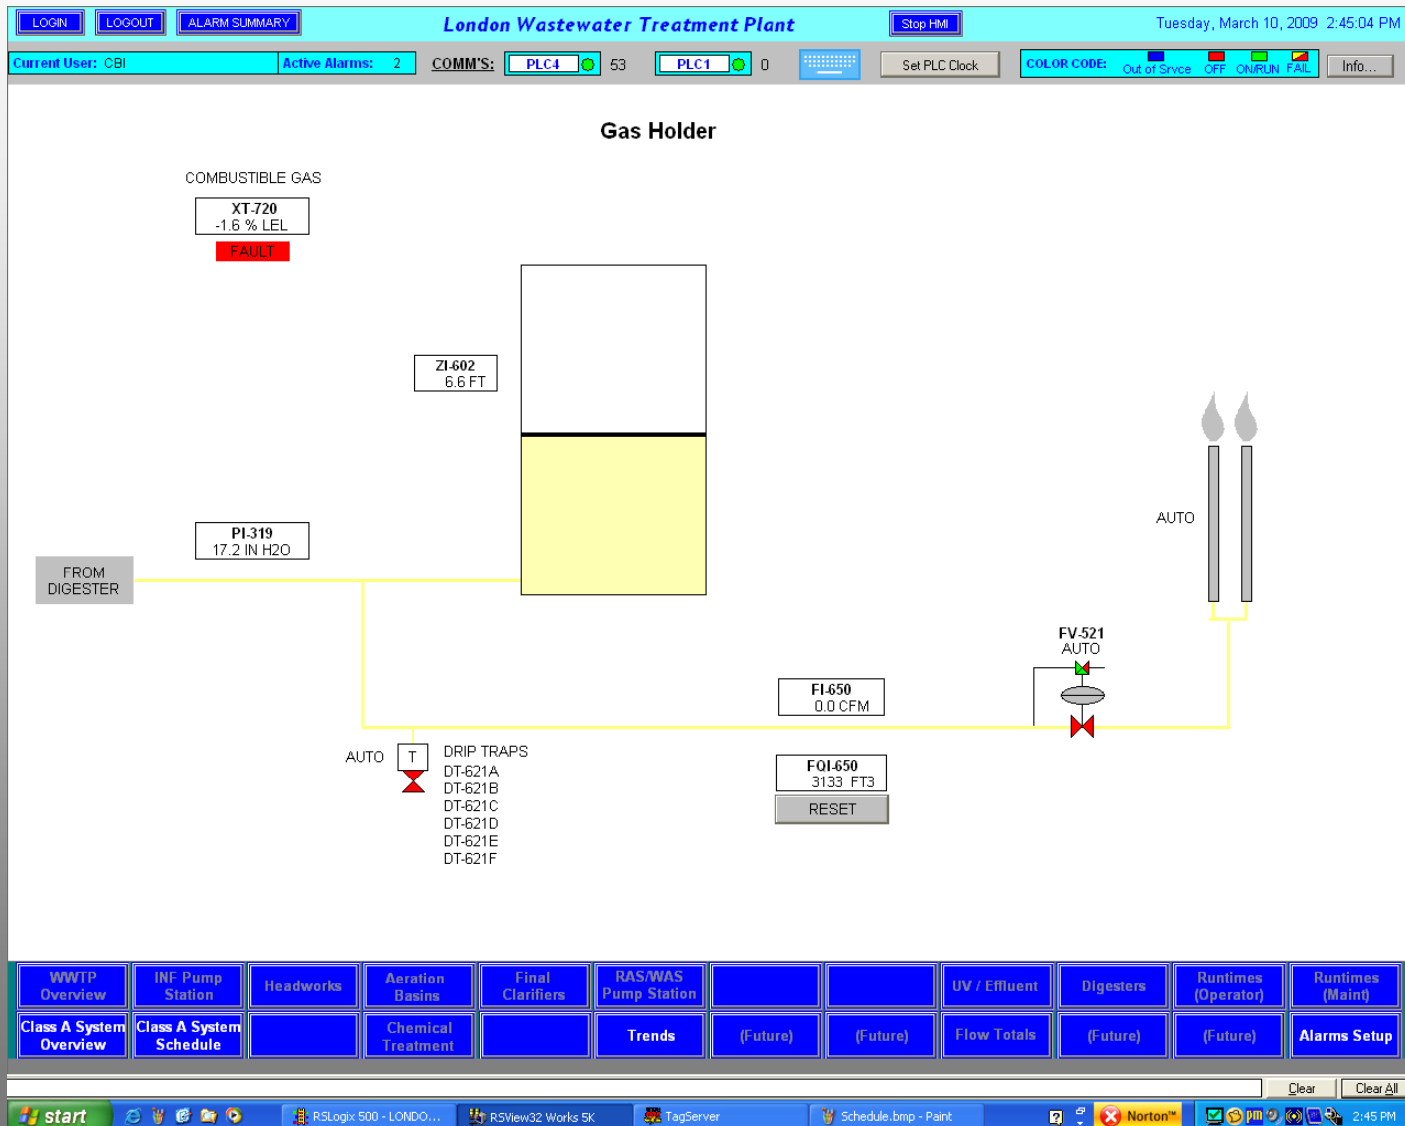 LOGIN LOGOUT ALARM SUMMARY London Wastewater Treatment Plant Stop HMI Tuesday, March 10, 2009 2:45:04 PM
Current User: CBI Active Alarms: 2 COMM'S: PLC4 53 PLC1 0 Set PLC Clock COLOR CODE: Out of Srvce OFF ON/RUN FAIL Info...
Gas Holder
COMBUSTIBLE GAS
XT-720
-1.6 % LEL
FAULT
ZI-602
6.6 FT
PI-319
17.2 IN H2O
FROM
DIGESTER
AUTO
FV-521
AUTO
FI-650
0.0 CFM
AUTO T DRIP TRAPS
DT-621A
DT-621B
DT-621C
DT-621D
DT-621E
DT-621F
FQI-650
3133 FT3
RESET
WWTP
Overview
INF Pump
Station
Headworks
Aeration
Basins
Final
Clarifiers
RAS/WAS
Pump Station
UV / Effluent
Digesters
Runtimes
(Operator)
Runtimes
(Maint)
Class A System
Overview
Class A System
Schedule
Chemical
Treatment
Trends
(Future)
(Future)
Flow Totals
(Future)
(Future)
Alarms Setup
Clear Clear All
start RSLogix 500 - LONDO... RSView32 Works 5K TagServer Schedule.bmp - Paint Norton™ pm 2:45 PM